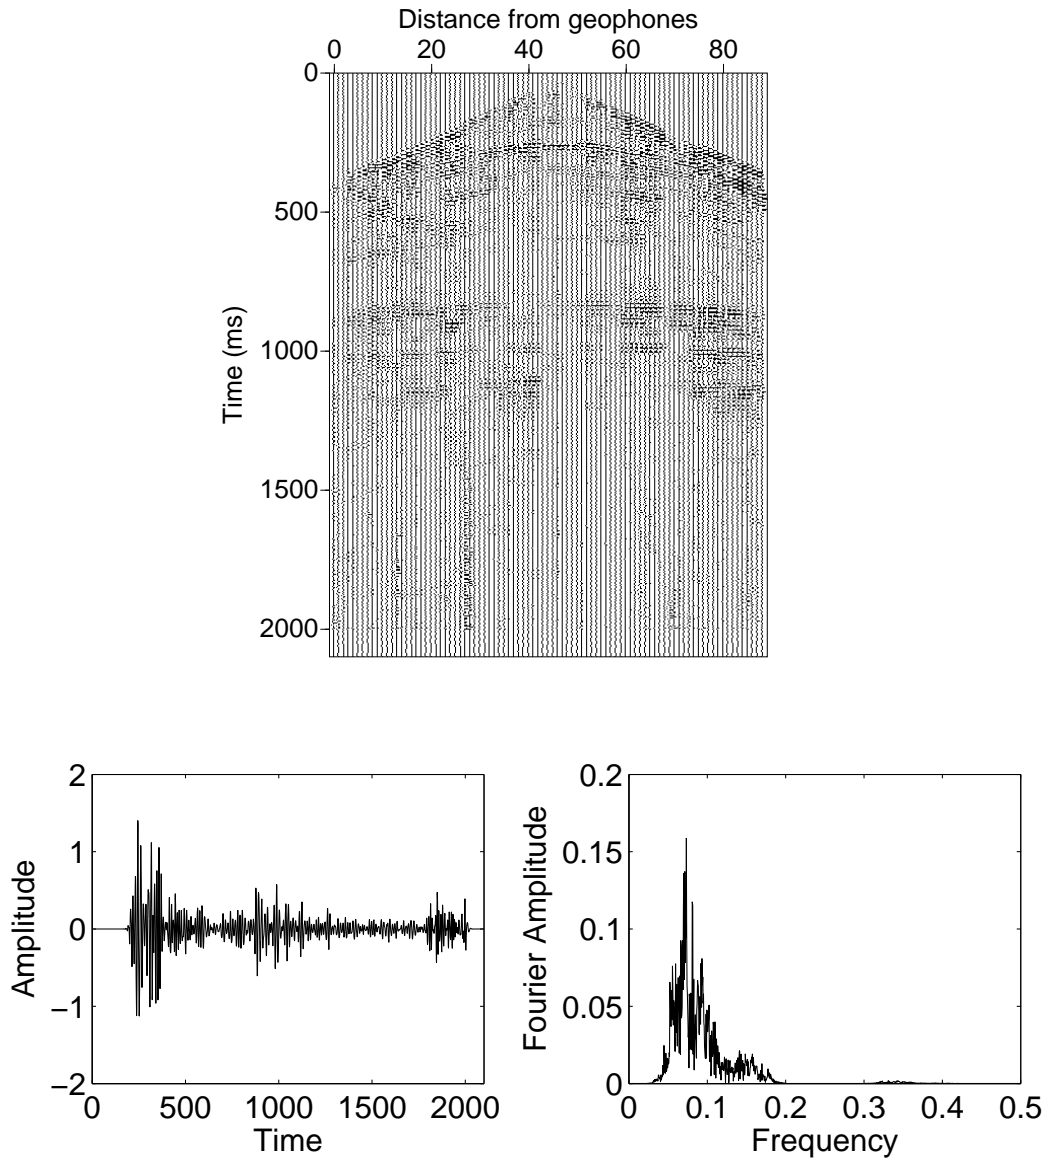 Distance from geophones
0 20 40 60 80
0
500
1000
1500
2000
Time (ms)
2
1
0
−1
−2
Amplitude
0 500 1000 1500 2000
Time
0.2
0.15
0.1
0.05
0
Fourier Amplitude
0 0.1 0.2 0.3 0.4 0.5
Frequency